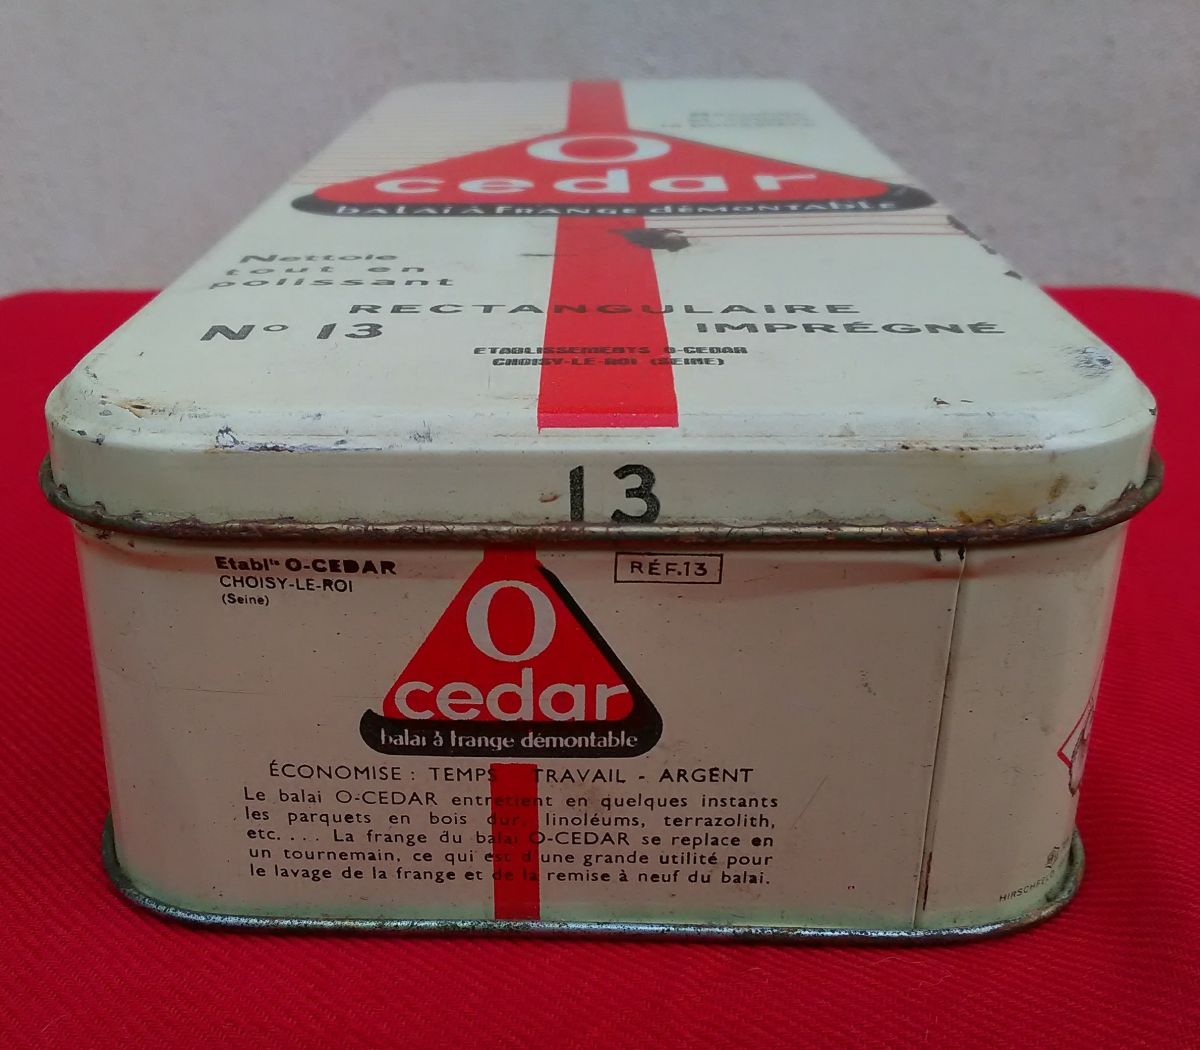 O
cedar
balai à frange démontable
Nettoie
tout en
polissant
RECTANGULAIRE
No 13
IMPRÉGNÉ
ETABLISSEMENTS O-CEDAR
CHOISY-LE-ROI (SEINE)
13
Etabl.ts O-CEDAR
CHOISY-LE-ROI
(Seine)
RÉF.13
O
cedar
balai à frange démontable
ÉCONOMISE : TEMPS TRAVAIL - ARGENT
Le balai O-CEDAR entretient en quelques instants
les parquets en bois dur, linoléums, terrazolith,
etc. . . . La frange du balai O-CEDAR se replace en
un tournemain, ce qui est d'une grande utilité pour
le lavage de la frange et de la remise à neuf du balai.